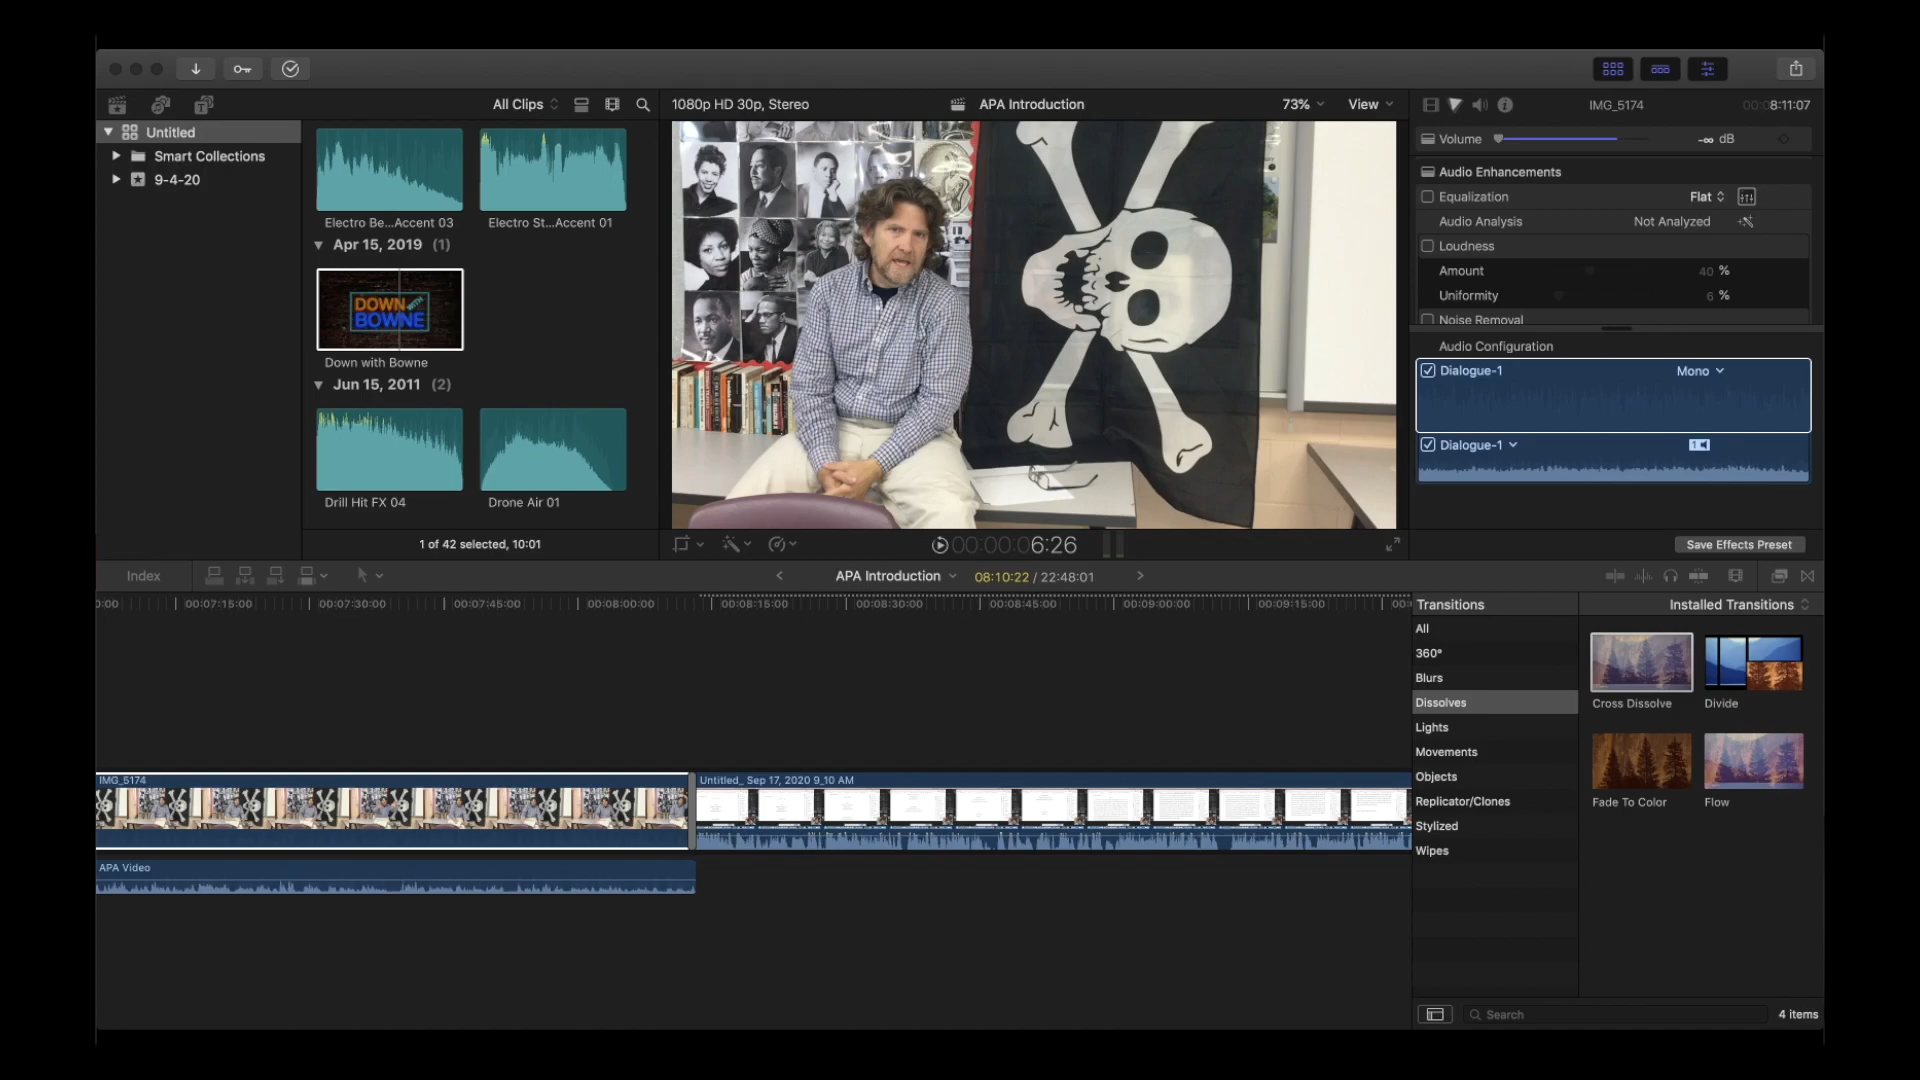 All Clips
1080p HD 30p, Stereo
APA Introduction
73%
View
IMG_5174
00:08:11:07
Untitled
Smart Collections
9-4-20
Electro Be...Accent 03
Electro St...Accent 01
Apr 15, 2019 (1)
DOWN WITH BOWNE
Down with Bowne
Jun 15, 2011 (2)
Drill Hit FX 04
Drone Air 01
1 of 42 selected, 10:01
00:00:06:26
Volume
-∞ dB
Audio Enhancements
Equalization
Flat
Audio Analysis
Not Analyzed
Loudness
Amount
40 %
Uniformity
6 %
Noise Removal
Audio Configuration
Dialogue-1
Mono
Dialogue-1
1
Save Effects Preset
Index
APA Introduction
08:10:22 / 22:48:01
0:00
00:07:15:00
00:07:30:00
00:07:45:00
00:08:00:00
00:08:15:00
00:08:30:00
00:08:45:00
00:09:00:00
00:09:15:00
00:
Transitions
Installed Transitions
All
360°
Blurs
Dissolves
Lights
Movements
Objects
Replicator/Clones
Stylized
Wipes
Cross Dissolve
Divide
Fade To Color
Flow
IMG_5174
Untitled_ Sep 17, 2020 9_10 AM
APA Video
Search
4 items